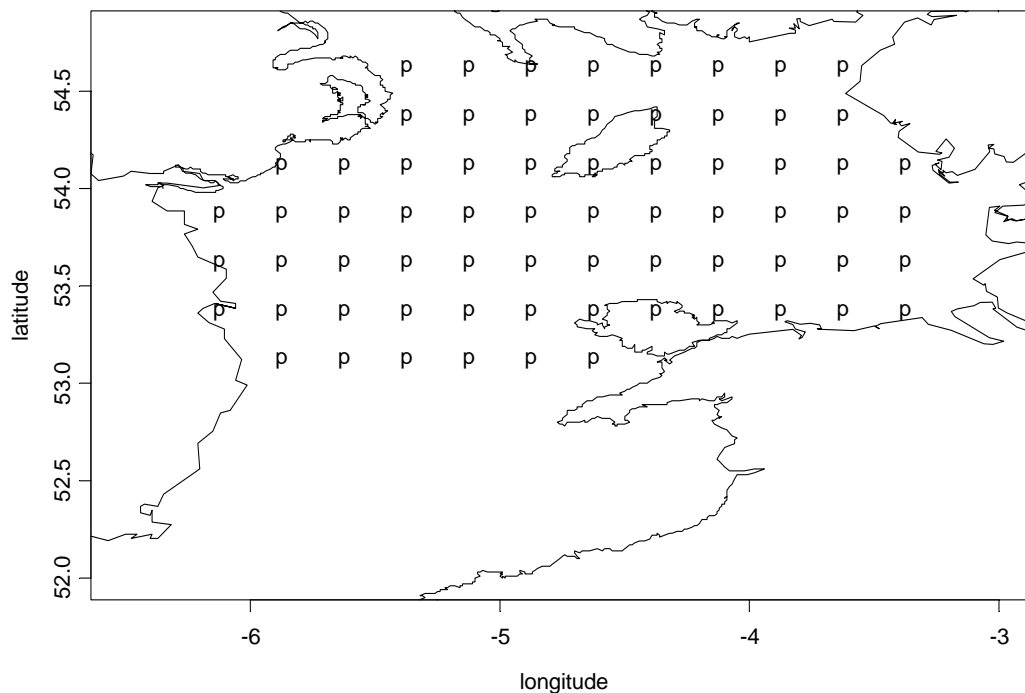 p p p p p p p p
54.5
p p p p p p p p
p p p p p p p p p p p
54.0
p p p p p p p p p p p p
p p p p p p p p p p p p
53.5
latitude
p p p p p p p p p p p p
p p p p p p
53.0
52.5
52.0
-6 -5 -4 -3
longitude